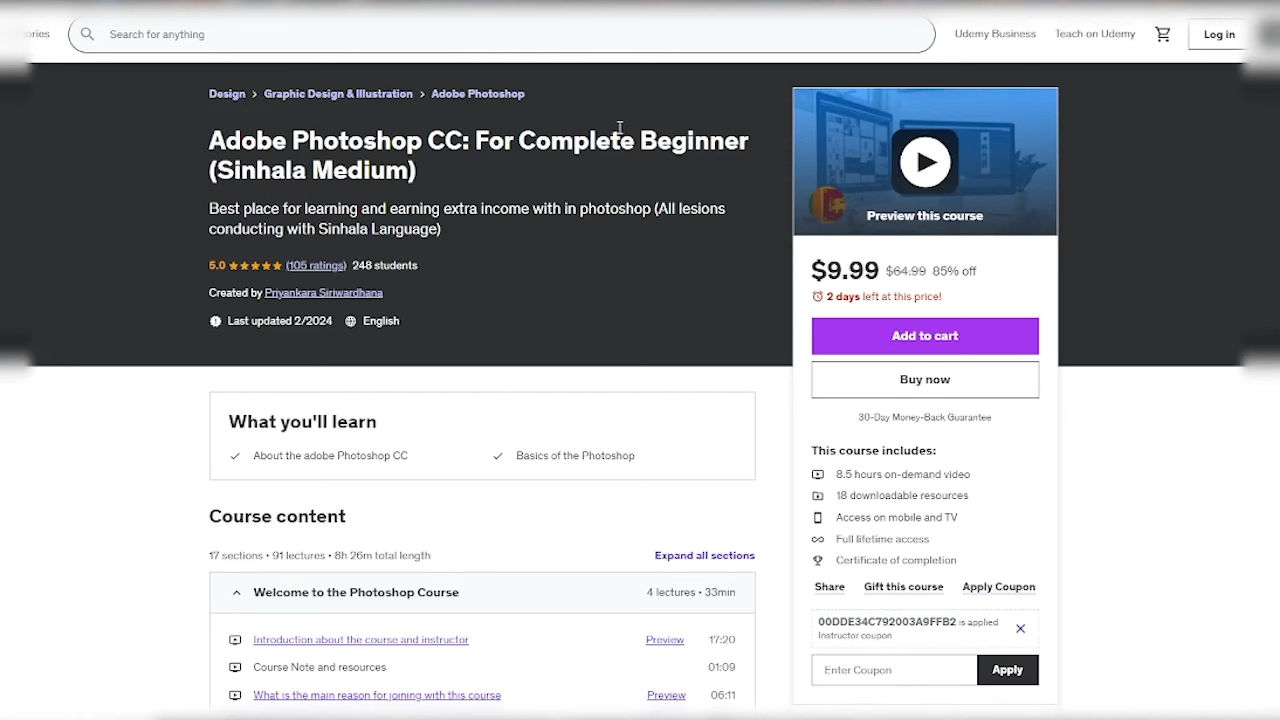 Search for anything
Udemy Business
Teach on Udemy
Log in
Design > Graphic Design & Illustration > Adobe Photoshop
Adobe Photoshop CC: For Complete Beginner
(Sinhala Medium)
Best place for learning and earning extra income with in photoshop (All lesions
conducting with Sinhala Language)
5.0 (105 ratings) 248 students
Created by Priyankara Siriwardhana
Last updated 2/2024 English
Preview this course
$9.99 $64.99 85% off
2 days left at this price!
Add to cart
Buy now
30-Day Money-Back Guarantee
This course includes:
8.5 hours on-demand video
18 downloadable resources
Access on mobile and TV
Full lifetime access
Certificate of completion
Share Gift this course Apply Coupon
00DDE34C792003A9FFB2 is applied
Instructor coupon
Enter Coupon Apply
What you'll learn
About the adobe Photoshop CC
Basics of the Photoshop
Course content
17 sections • 91 lectures • 8h 26m total length Expand all sections
Welcome to the Photoshop Course 4 lectures • 33min
Introduction about the course and instructor Preview 17:20
Course Note and resources 01:09
What is the main reason for joining with this course Preview 06:11